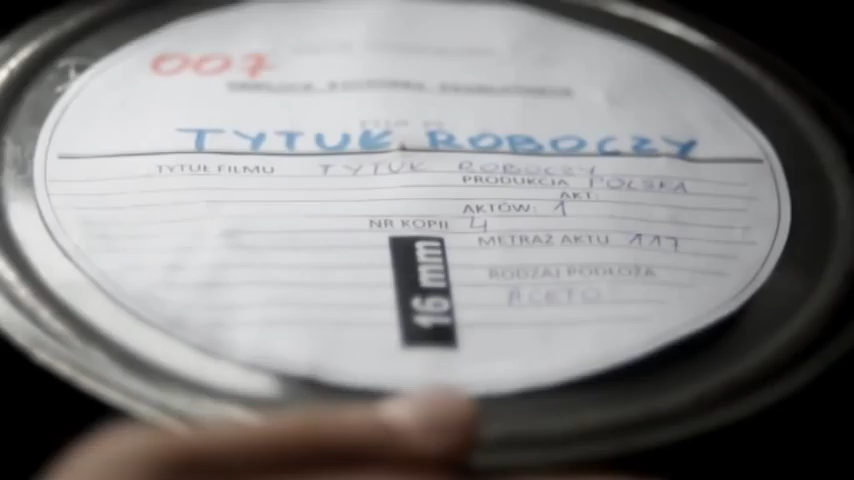 007
TYTUŁ ROBOCZY
TYTUŁ FILMU TYTUŁ ROBOCZY
PRODUKCJA POLSKA
AKT:
AKTÓW: 1
NR KOPII 4
METRAŻ AKTU 117
RODZAJ PODŁOŻA
ACETO
16 mm